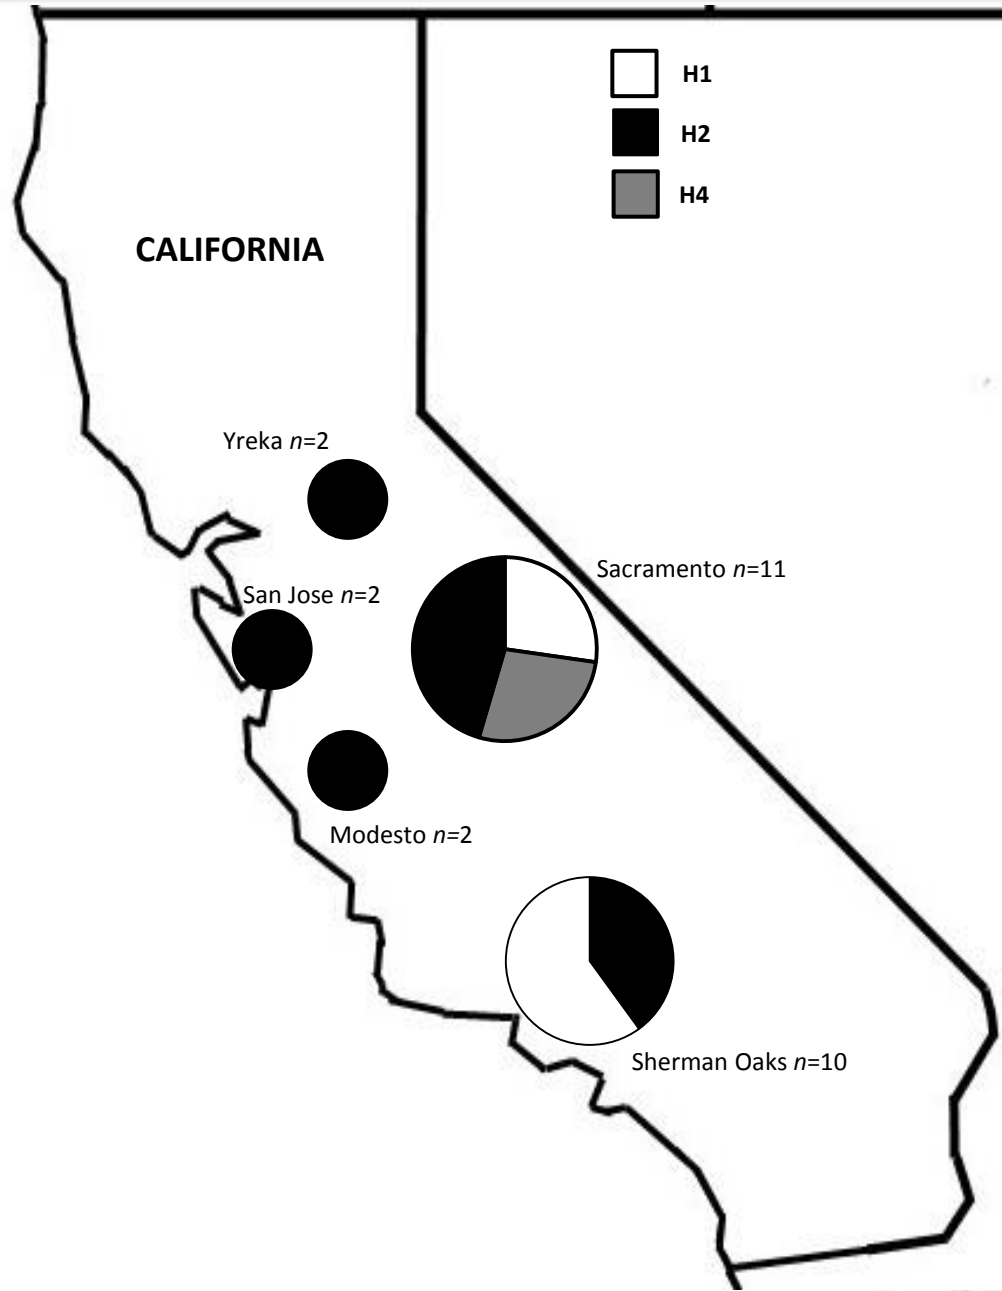 H1
H2
H4
CALIFORNIA
Yreka n=2
Sacramento n=11
San Jose n=2
Modesto n=2
Sherman Oaks n=10